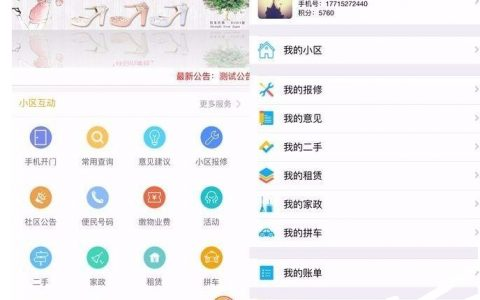 最新公告：测试公告
小区互动
更多服务
手机开门
常用查询
意见建议
小区报修
社区公告
便民号码
缴物业费
活动
二手
家政
租赁
拼车
手机号：17715272440
积分：5760
我的小区
我的报修
我的意见
我的二手
我的租赁
我的家政
我的拼车
我的账单